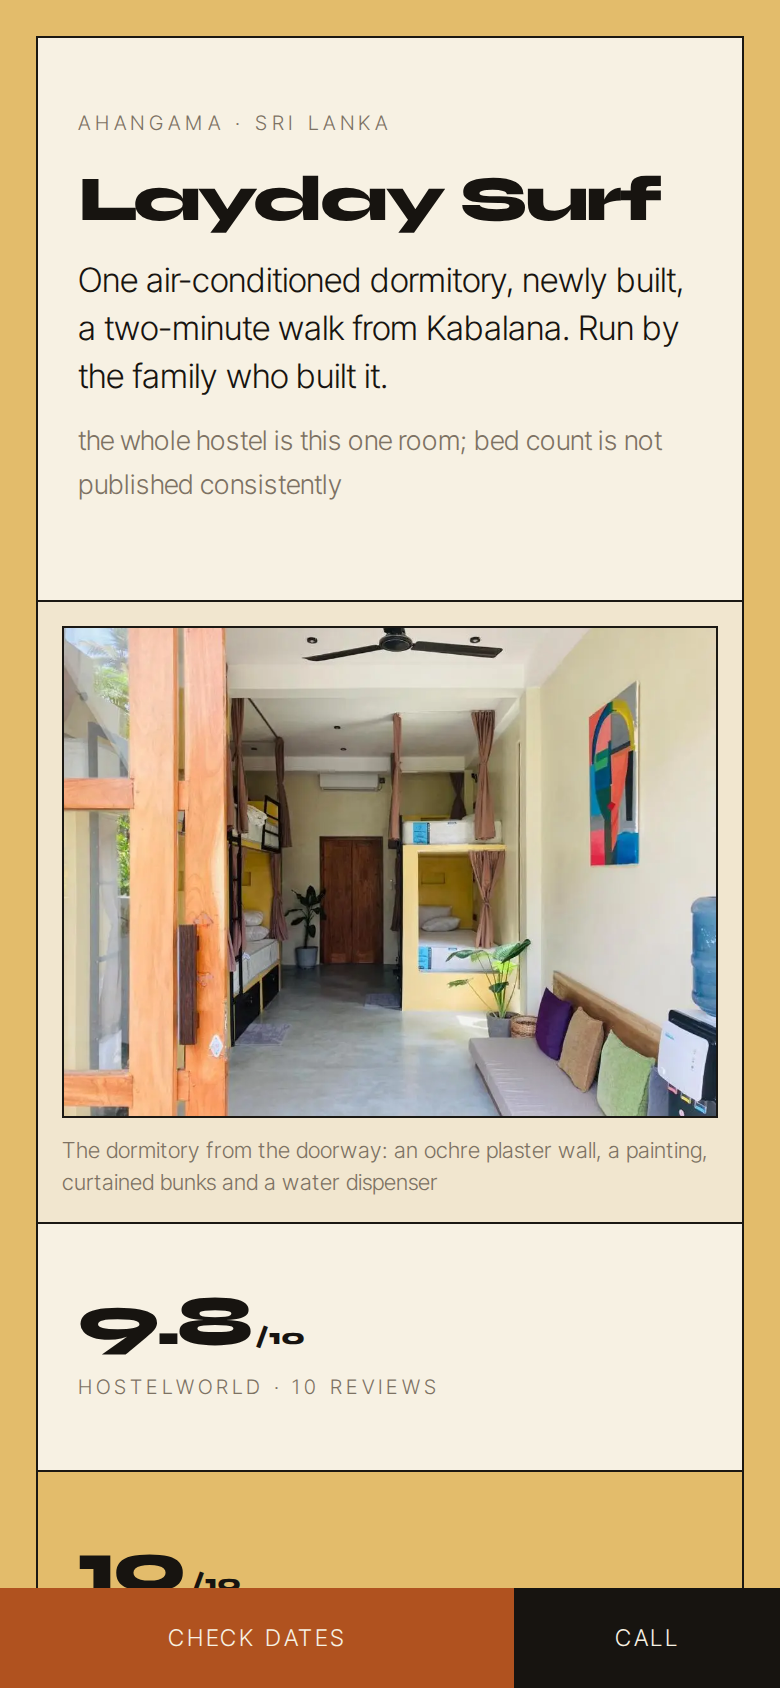 AHANGAMA · SRI LANKA
Layday Surf
One air-conditioned dormitory, newly built,
a two-minute walk from Kabalana. Run by
the family who built it.
the whole hostel is this one room; bed count is not
published consistently
The dormitory from the doorway: an ochre plaster wall, a painting,
curtained bunks and a water dispenser
9.8/10
HOSTELWORLD · 10 REVIEWS
10/10
CHECK DATES
CALL